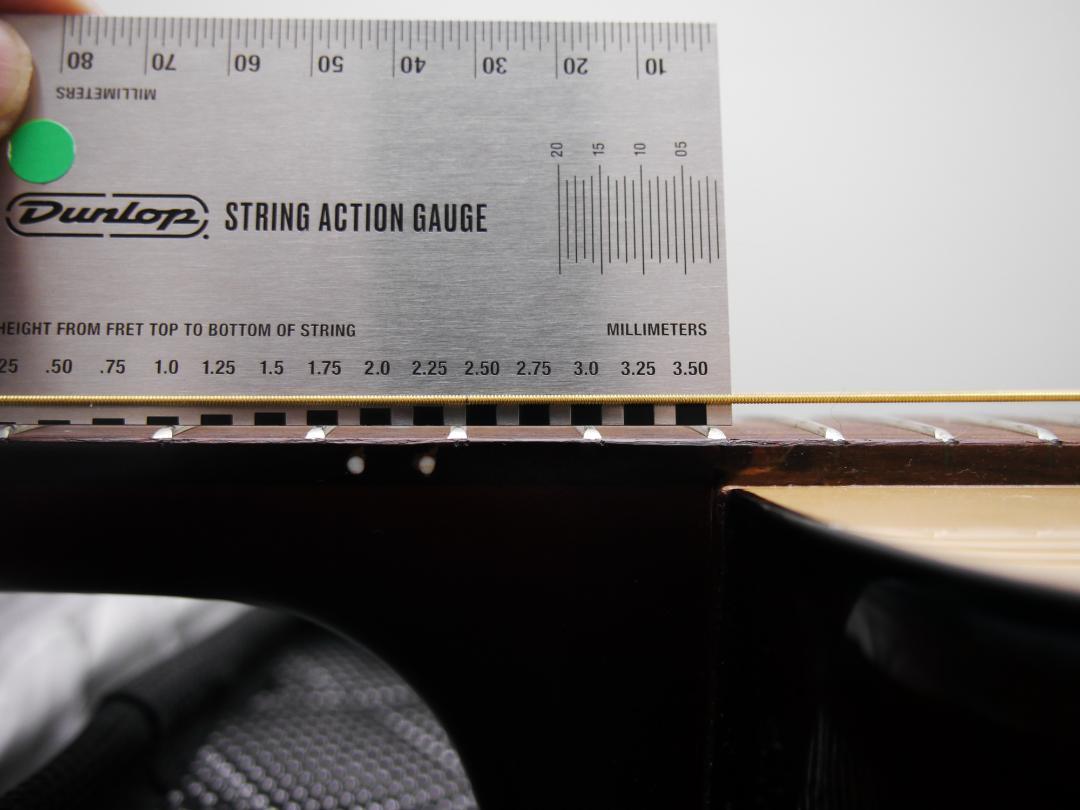 80 70 60 50 40 30 20 10
MILLIMETERS
20 15 10 05
Dunlop STRING ACTION GAUGE
HEIGHT FROM FRET TOP TO BOTTOM OF STRING MILLIMETERS
25 .50 .75 1.0 1.25 1.5 1.75 2.0 2.25 2.50 2.75 3.0 3.25 3.50